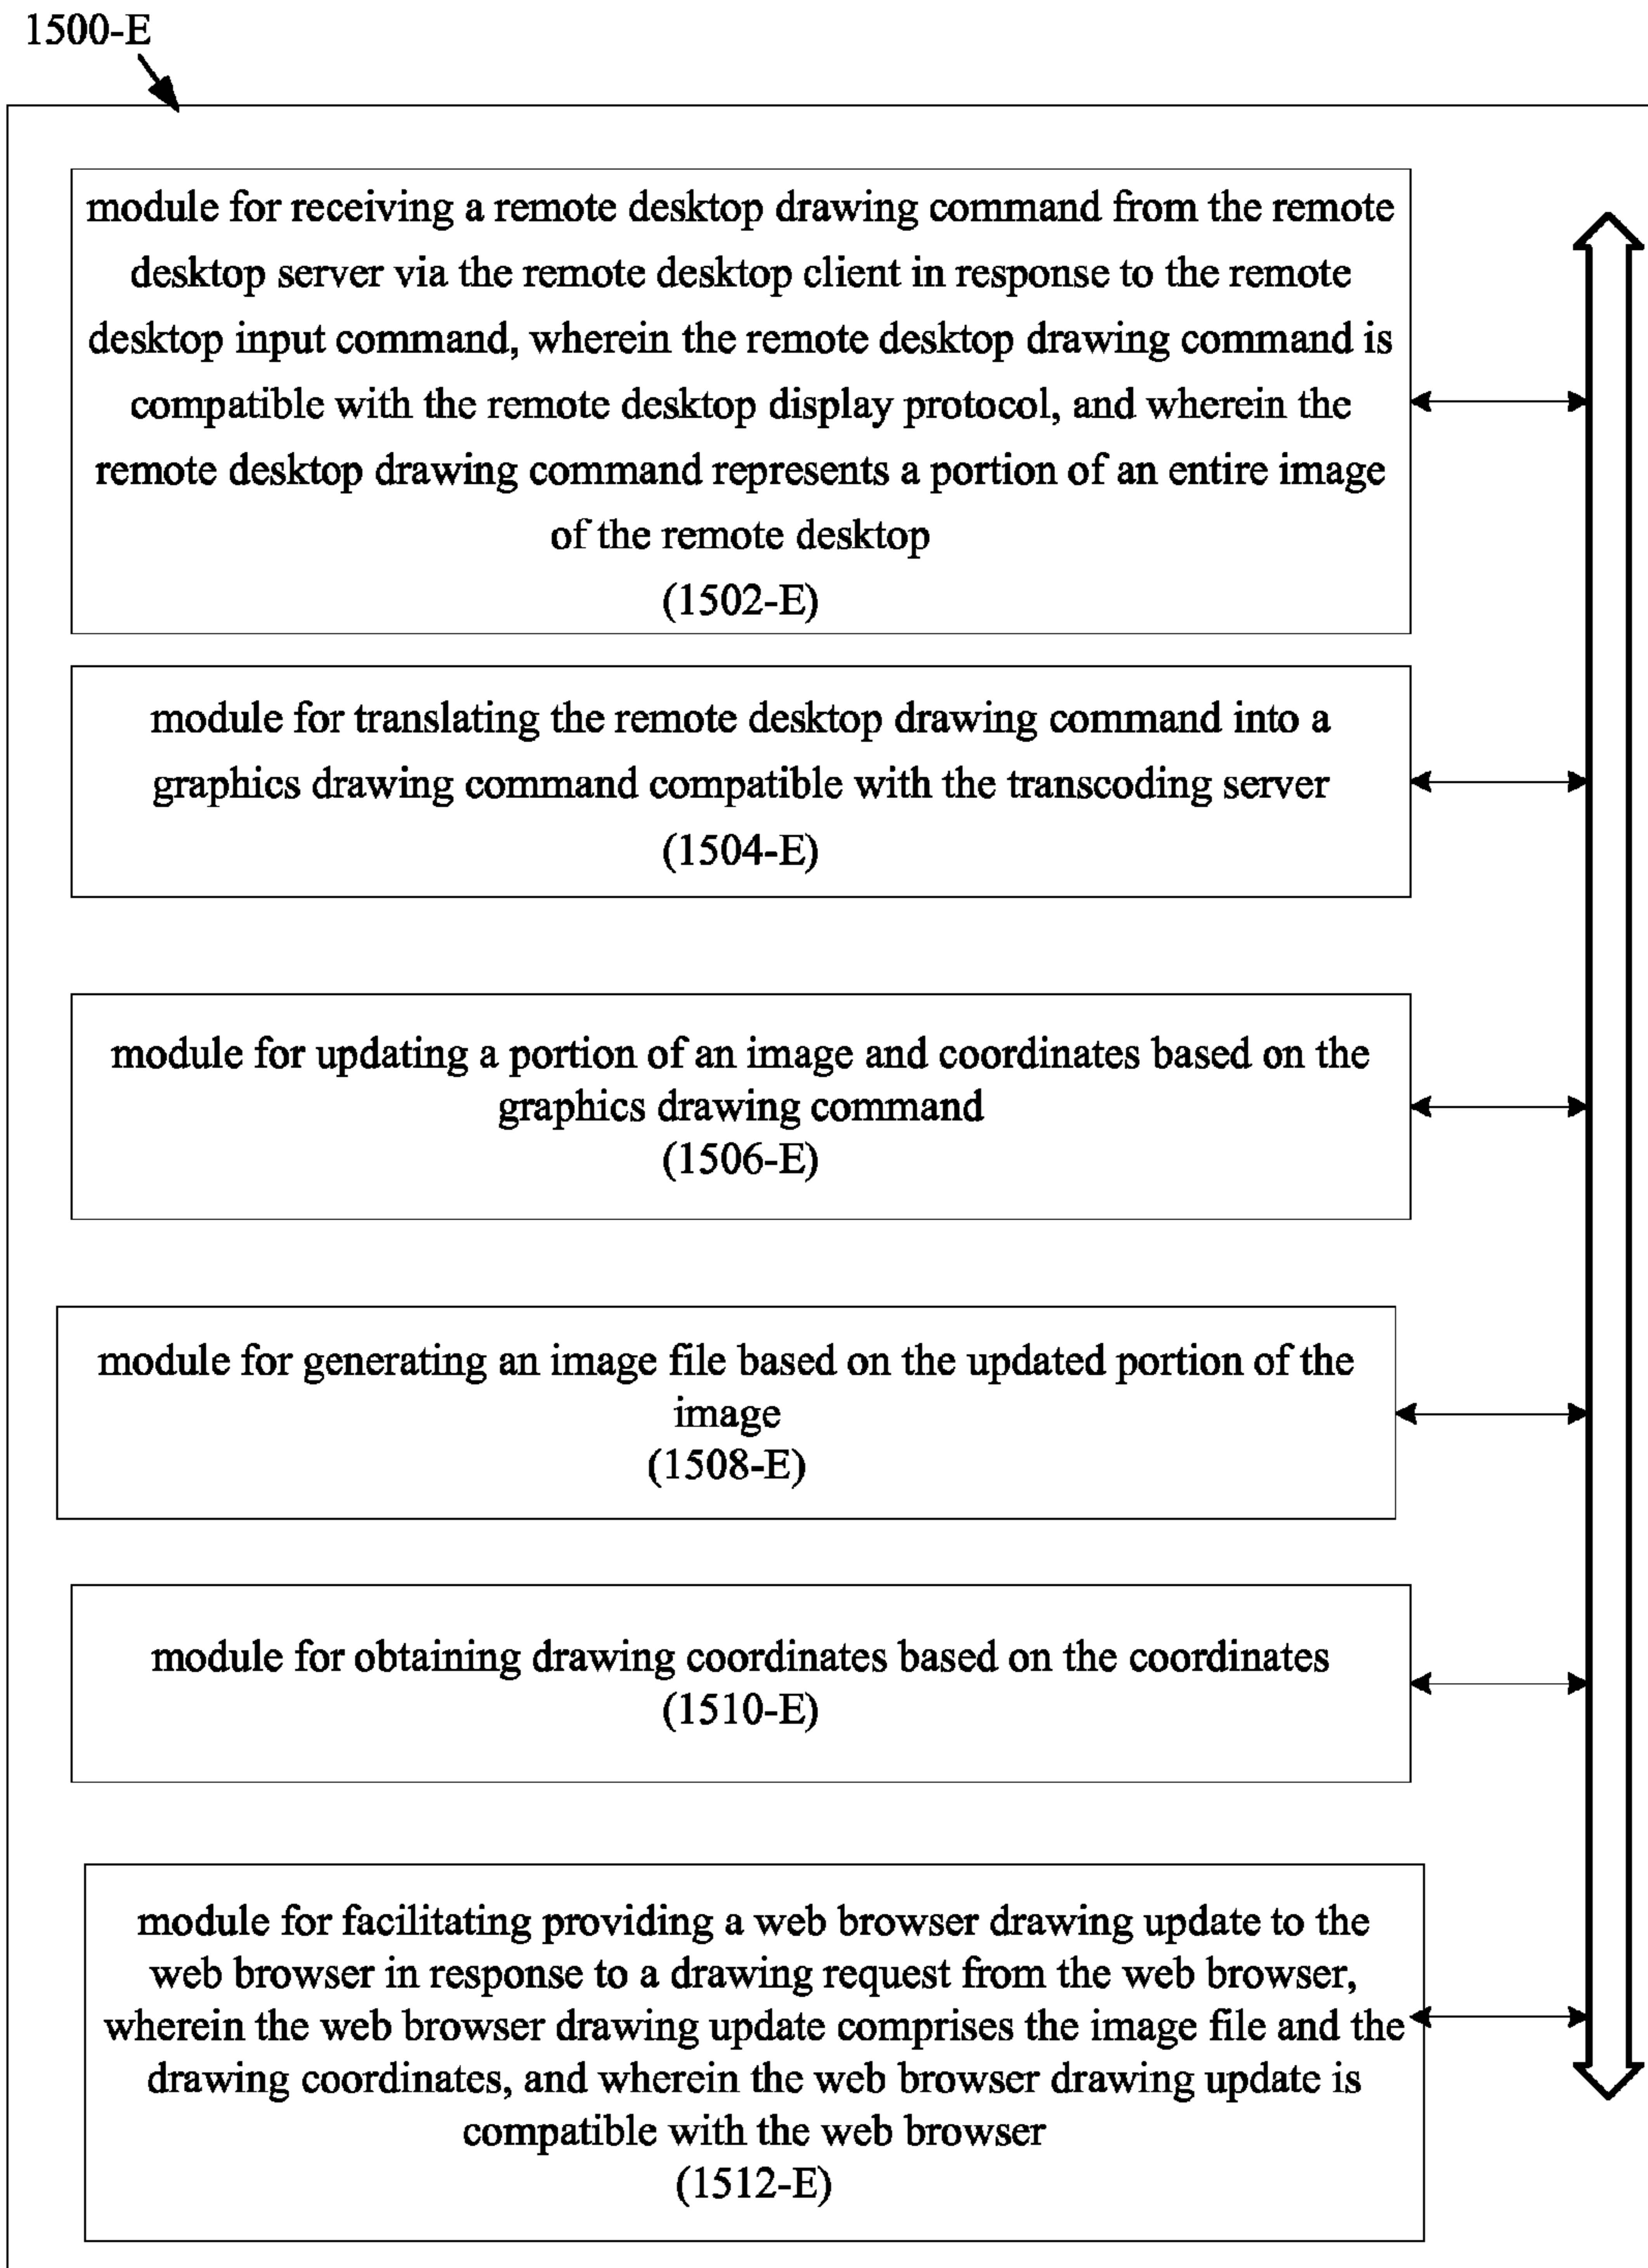 1500-E
module for receiving a remote desktop drawing command from the remote
desktop server via the remote desktop client in response to the remote
desktop input command, wherein the remote desktop drawing command is
compatible with the remote desktop display protocol, and wherein the
remote desktop drawing command represents a portion of an entire image
of the remote desktop
(1502-E)
module for translating the remote desktop drawing command into a
graphics drawing command compatible with the transcoding server
(1504-E)
module for updating a portion of an image and coordinates based on the
graphics drawing command
(1506-E)
module for generating an image file based on the updated portion of the
image
(1508-E)
module for obtaining drawing coordinates based on the coordinates
(1510-E)
module for facilitating providing a web browser drawing update to the
web browser in response to a drawing request from the web browser,
wherein the web browser drawing update comprises the image file and the
drawing coordinates, and wherein the web browser drawing update is
compatible with the web browser
(1512-E)